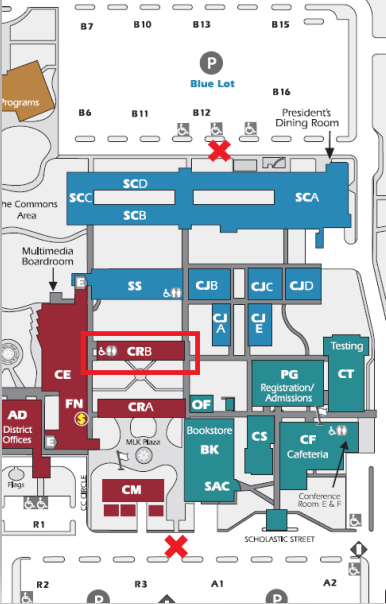 B7 B10 B13 B15
P
Blue Lot
B16
Programs
B6 B11 B12
President's
Dining Room
SCD
SCC
SCA
SCB
he Commons
Area
Multimedia
Boardroom
E
SS
CJB
CJC
CJD
CJ
A
CJ
E
Testing
CRB
CE
PG
Registration/
Admissions
CT
FN
$
CRA
OF
AD
District
Offices
E
MLK Plaza
Bookstore
BK
CS
CF
Cafeteria
SAC
CM
Flags
CC CIRCLE
Conference
Room E & F
R1
SCHOLASTIC STREET
R2 R3 A1 A2
P P